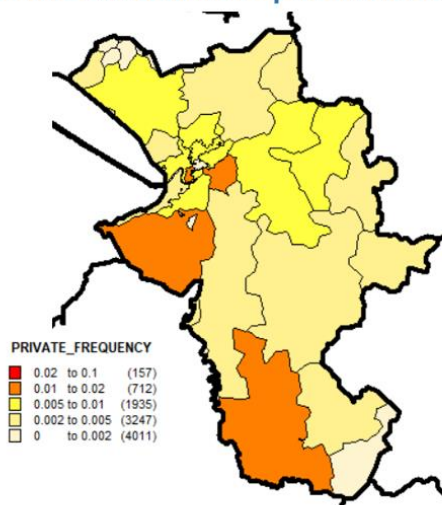 PRIVATE_FREQUENCY
0.02 to 0.1 (157)
0.01 to 0.02 (712)
0.005 to 0.01 (1935)
0.002 to 0.005 (3247)
0 to 0.002 (4011)